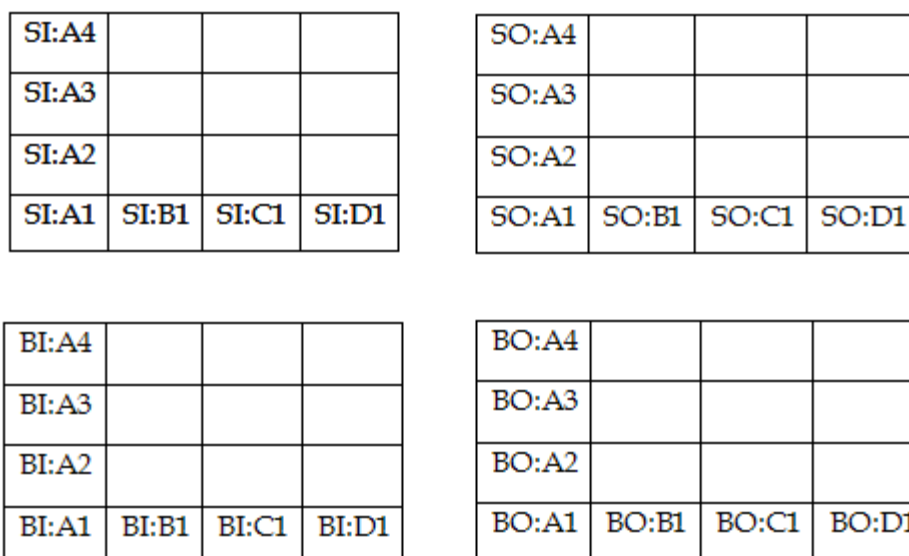 SI:A4
SI:A3
SI:A2
SI:A1 SI:B1 SI:C1 SI:D1
SO:A4
SO:A3
SO:A2
SO:A1 SO:B1 SO:C1 SO:D1
BI:A4
BI:A3
BI:A2
BI:A1 BI:B1 BI:C1 BI:D1
BO:A4
BO:A3
BO:A2
BO:A1 BO:B1 BO:C1 BO:D1